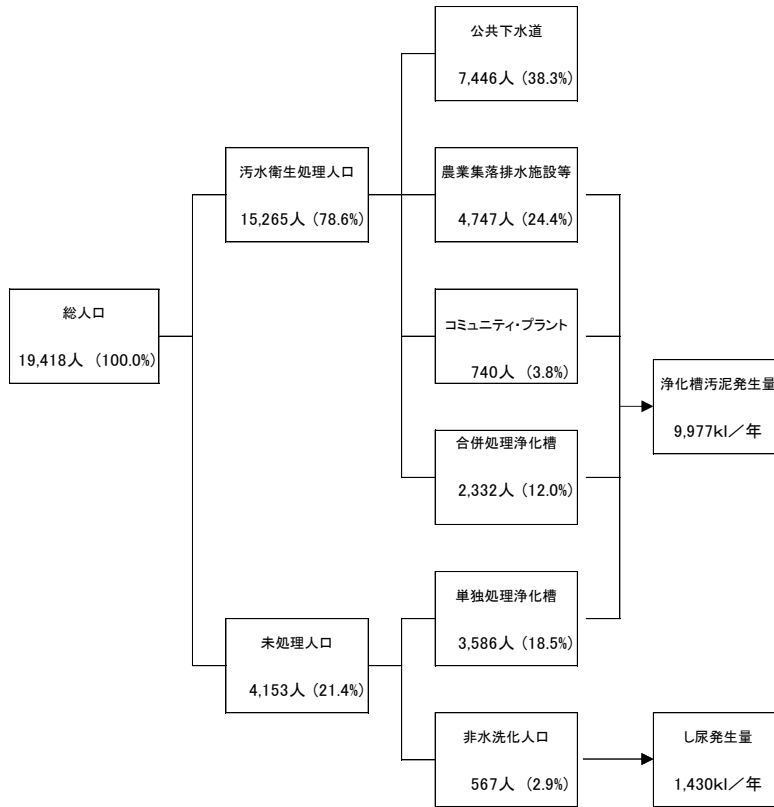 公共下水道
7,446人 (38.3%)
汚水衛生処理人口
15,265人 (78.6%)
農業集落排水施設等
4,747人 (24.4%)
総人口
19,418人 (100.0%)
コミュニティ・プラント
740人 (3.8%)
浄化槽汚泥発生量
9,977kl／年
合併処理浄化槽
2,332人 (12.0%)
単独処理浄化槽
3,586人 (18.5%)
未処理人口
4,153人 (21.4%)
非水洗化人口
567人 (2.9%)
し尿発生量
1,430kl／年